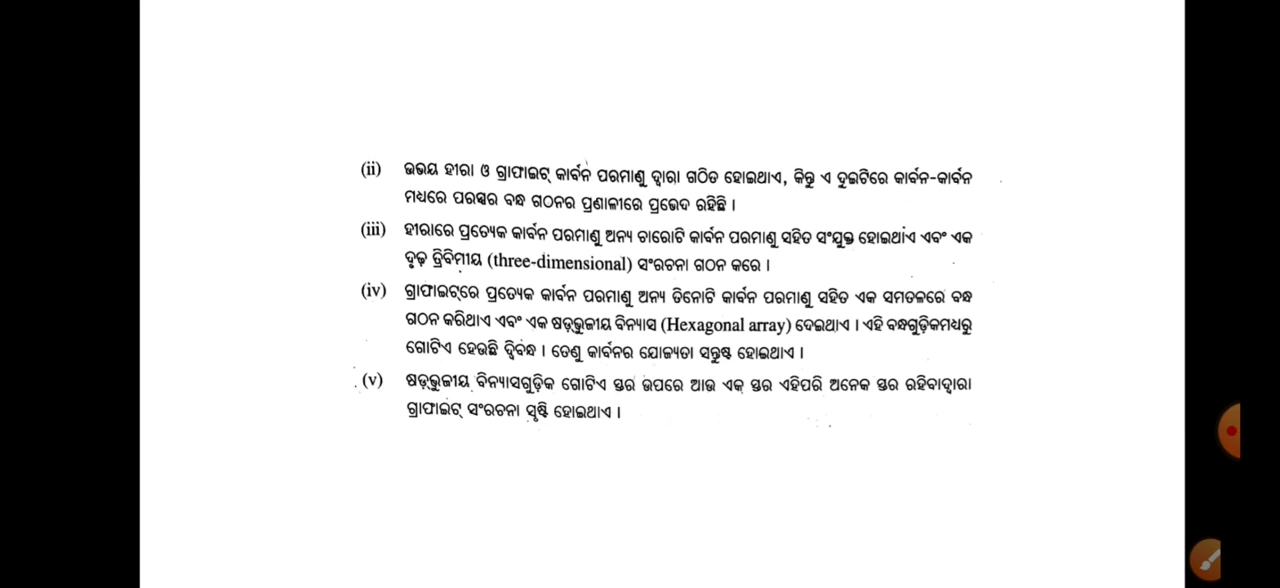 (ii) ଉଭୟ ହୀରା ଓ ଗ୍ରାଫାଇଟ୍ କାର୍ବନ ପରମାଣୁ ଦ୍ୱାରା ଗଠିତ ହୋଇଥାଏ, କିନ୍ତୁ ଏ ଦୁଇଟିରେ କାର୍ବନ-କାର୍ବନ
ମଧ୍ୟରେ ପରସ୍ପର ବନ୍ଧ ଗଠନର ପ୍ରଣାଳୀରେ ପ୍ରଭେଦ ରହିଛି ।
(iii) ହୀରାରେ ପ୍ରତ୍ୟେକ କାର୍ବନ ପରମାଣୁ ଅନ୍ୟ ଚାରୋଟି କାର୍ବନ ପରମାଣୁ ସହିତ ସଂଯୁକ୍ତ ହୋଇଥାଏ ଏବଂ ଏକ
ଦୃଢ଼ ତ୍ରିବିମୀୟ (three-dimensional) ସଂରଚନା ଗଠନ କରେ ।
(iv) ଗ୍ରାଫାଇଟ୍‌ରେ ପ୍ରତ୍ୟେକ କାର୍ବନ ପରମାଣୁ ଅନ୍ୟ ତିନୋଟି କାର୍ବନ ପରମାଣୁ ସହିତ ଏକ ସମତଳରେ ବନ୍ଧ
ଗଠନ କରିଥାଏ ଏବଂ ଏକ ଷଡ଼୍‌ଭୁଜୀୟ ବିନ୍ୟାସ (Hexagonal array) ଦେଇଥାଏ । ଏହି ବନ୍ଧଗୁଡ଼ିକମଧ୍ୟରୁ
ଗୋଟିଏ ହେଉଛି ଦ୍ୱିବନ୍ଧ । ତେଣୁ କାର୍ବନର ଯୋଜ୍ୟତା ସନ୍ତୁଷ୍ଟ ହୋଇଥାଏ ।
(v) ଷଡ଼୍‌ଭୁଜୀୟ ବିନ୍ୟାସଗୁଡ଼ିକ ଗୋଟିଏ ସ୍ତର ଉପରେ ଆଉ ଏକ୍ ସ୍ତର ଏହିପରି ଅନେକ ସ୍ତର ରହିବାଦ୍ୱାରା
ଗ୍ରାଫାଇଟ୍ ସଂରଚନା ସୃଷ୍ଟି ହୋଇଥାଏ ।